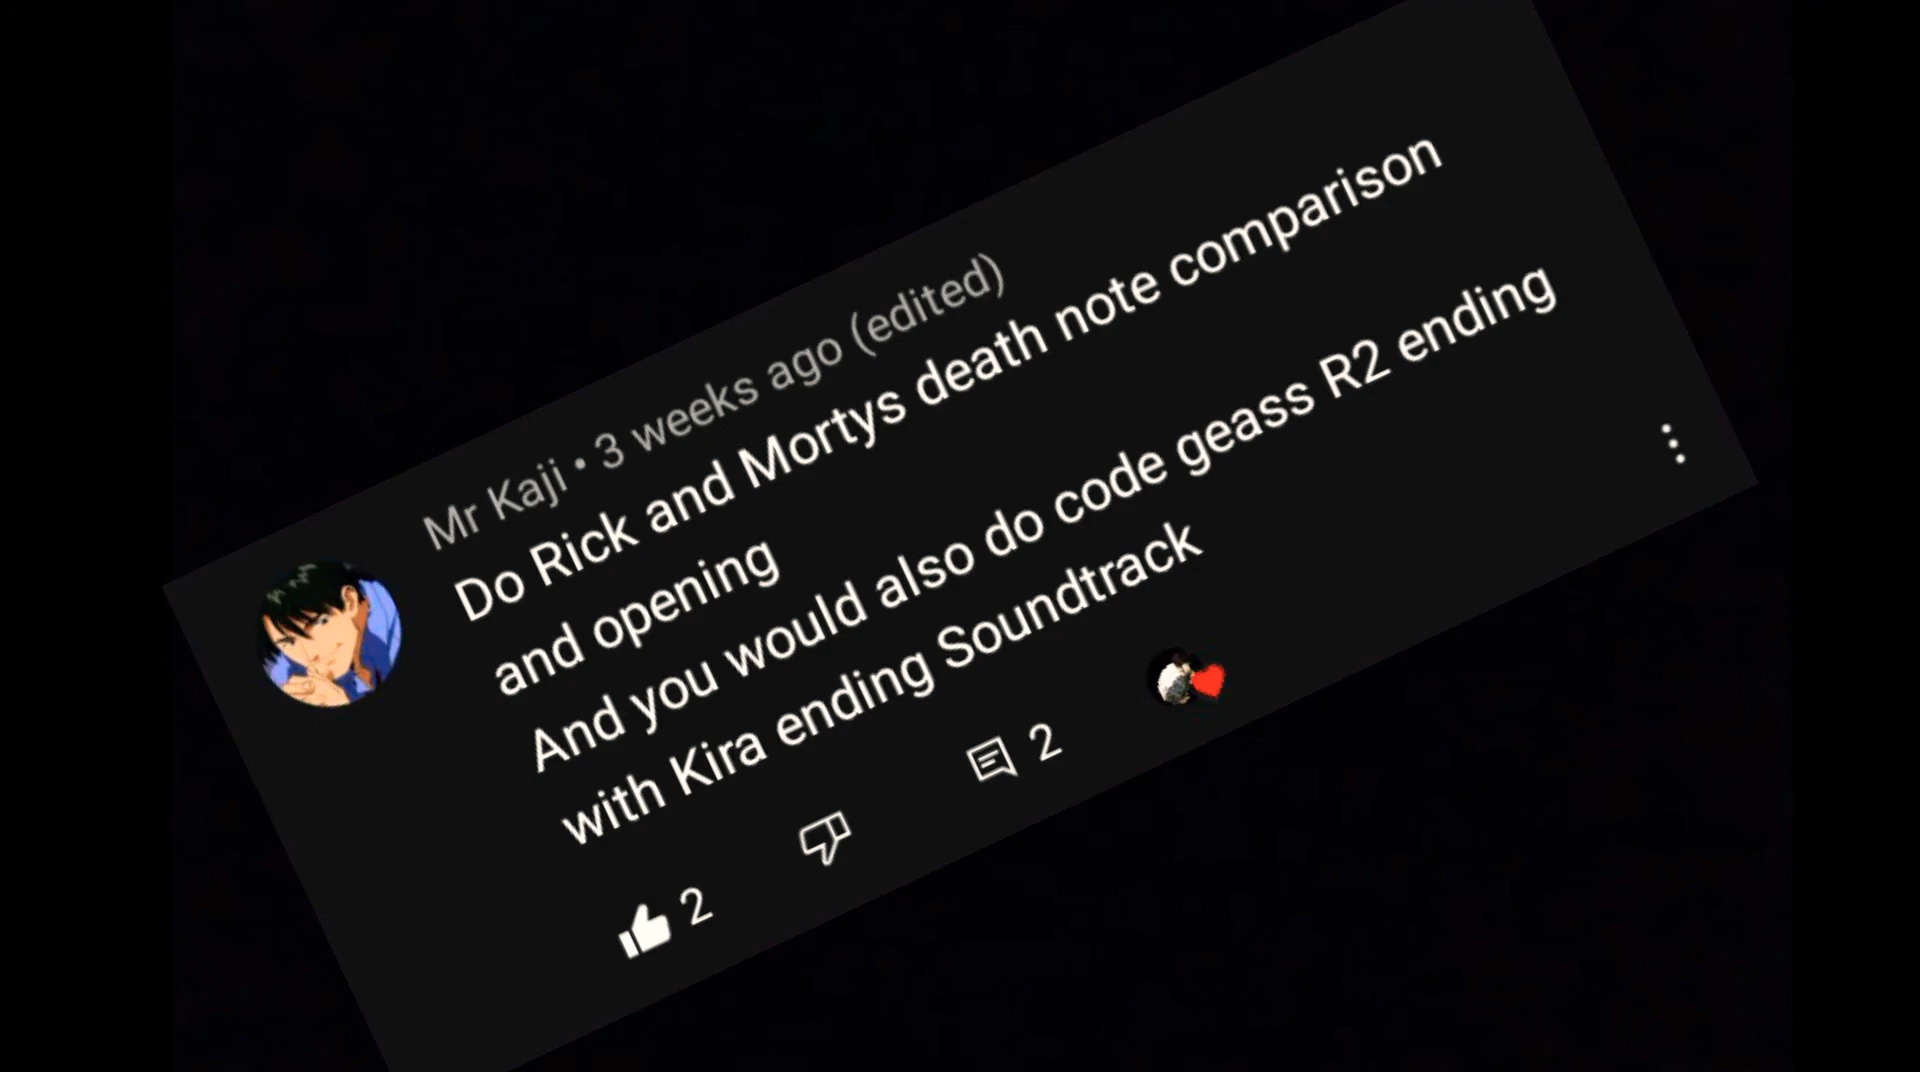 Mr Kaji • 3 weeks ago (edited)
Do Rick and Mortys death note comparison
and opening
And you would also do code geass R2 ending
with Kira ending Soundtrack
2
2